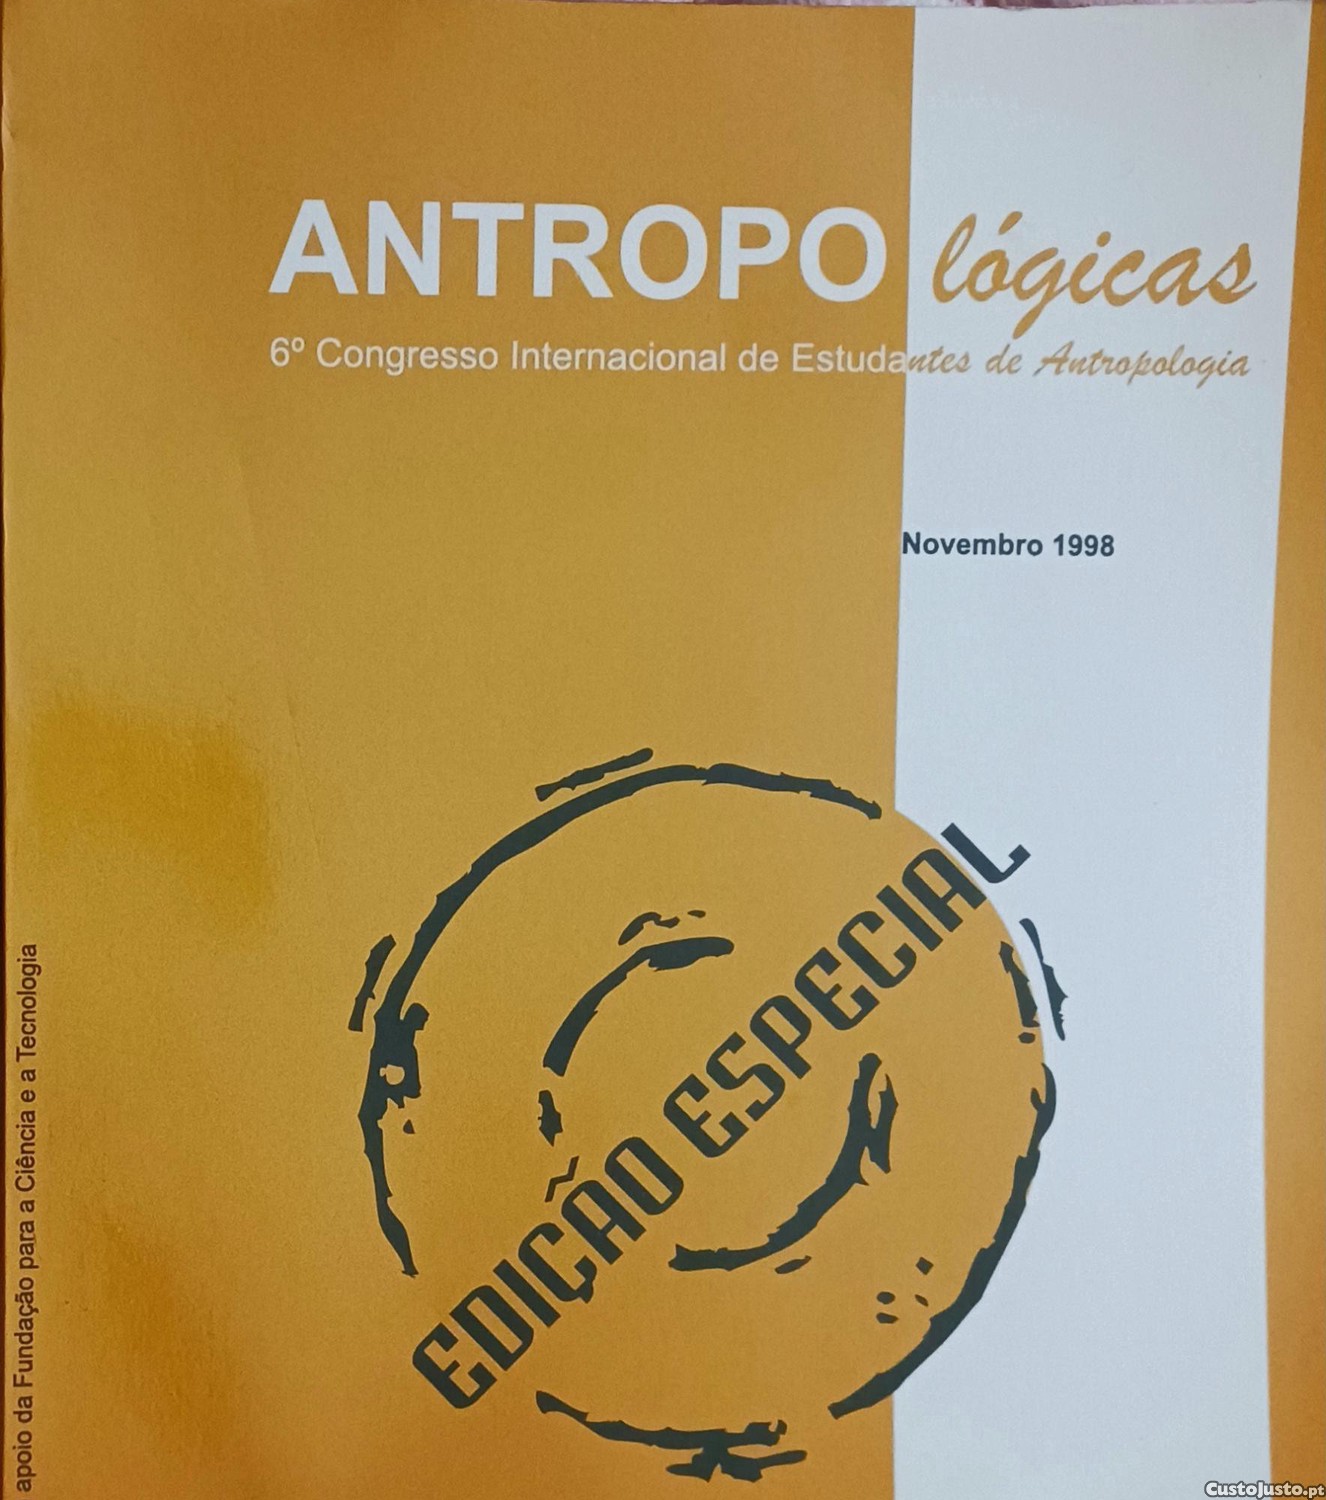 ANTROPO lógicas
6º Congresso Internacional de Estudantes de Antropologia
Novembro 1998
EDIÇÃO ESPECIAL
apoio da Fundação para a Ciência e a Tecnologia
CustoJusto.pt